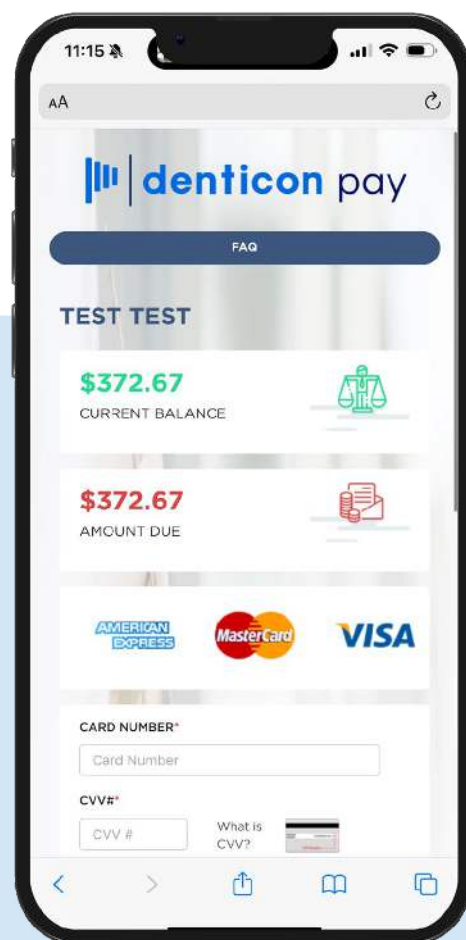 11:15
AA
denticon pay
FAQ
TEST TEST
$372.67
CURRENT BALANCE
$372.67
AMOUNT DUE
AMERICAN EXPRESS
MasterCard
VISA
CARD NUMBER*
Card Number
CVV#*
CVV #
What is
CVV?